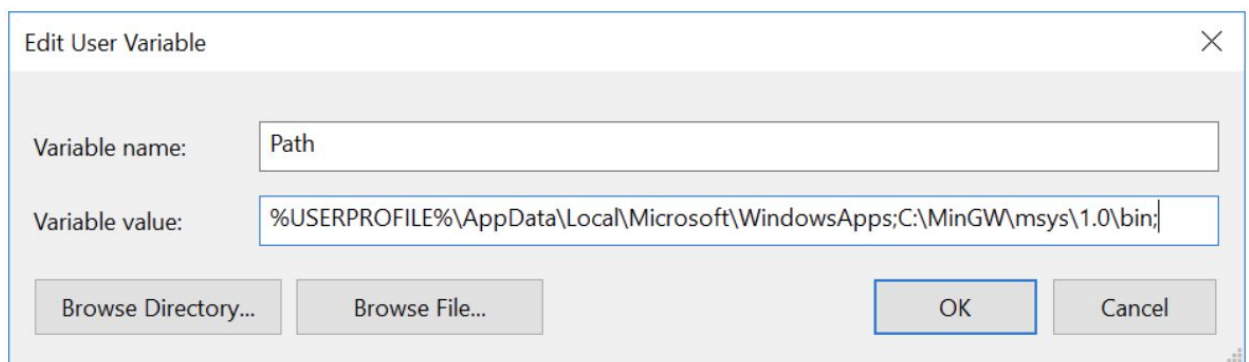 Edit User Variable
Variable name: Path
Variable value: %USERPROFILE%\AppData\Local\Microsoft\WindowsApps;C:\MinGW\msys\1.0\bin;
Browse Directory... Browse File... OK Cancel